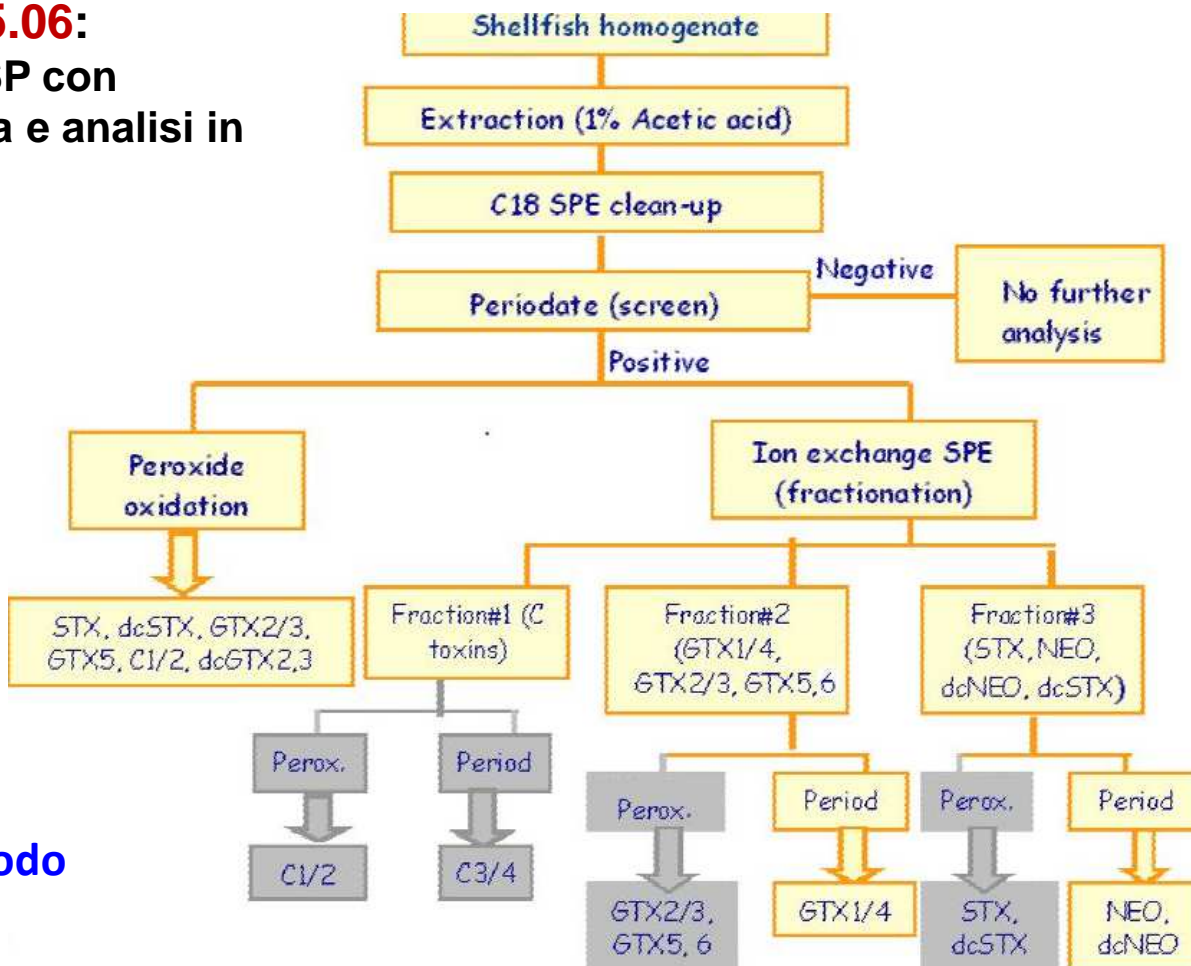 5.06:
SP con
a e analisi in
odo
Shellfish homogenate
Extraction (1% Acetic acid)
C18 SPE clean-up
Periodate (screen)
Negative
No further
analysis
Positive
Peroxide
oxidation
Ion exchange SPE
(fractionation)
STX, dcSTX, GTX2/3,
GTX5, C1/2, dcGTX2,3
Fraction#1 (C
toxins)
Fraction#2
(GTX1/4,
GTX2/3, GTX5,6
Fraction#3
(STX, NEO,
dcNEO, dcSTX)
Perox.
Period
Perox.
Period
Perox.
Period
C1/2
C3/4
GTX2/3,
GTX5, 6
GTX1/4
STX,
dcSTX
NEO,
dcNEO